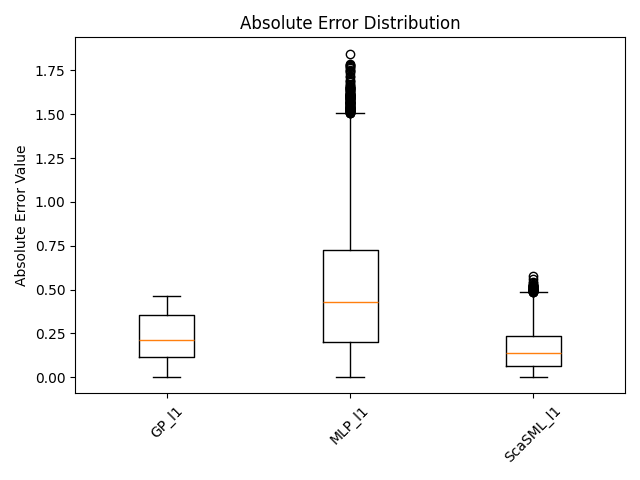 Absolute Error Distribution
Absolute Error Value
1.75
1.50
1.25
1.00
0.75
0.50
0.25
0.00
GP_l1
MLP_l1
ScaSML_l1